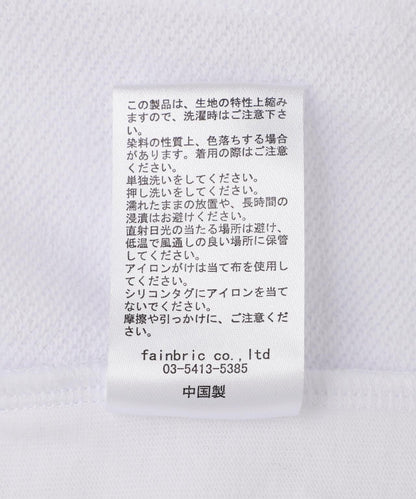 この製品は、生地の特性上縮み
ますので、洗濯時はご注意下さ
い。
染料の性質上、色落ちする場合
があります。着用の際はご注意
ください。
単独洗いをしてください。
押し洗いをしてください。
濡れたままの放置や、長時間の
浸漬はお避けください。
直射日光の当たる場所は避け、
低温で風通しの良い場所に保管
してください。
アイロンがけは当て布を使用し
てください。
シリコンタグにアイロンを当て
ないでください。
摩擦や引っかけに、ご注意くだ
さい。
fainbric co.,ltd
03-5413-5385
中国製